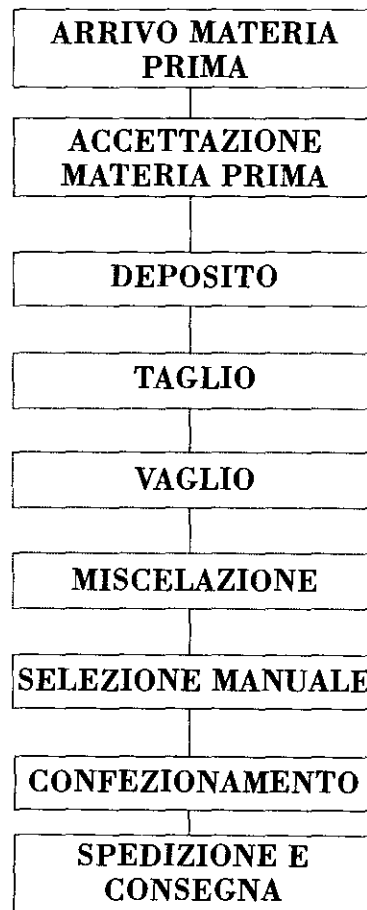 ARRIVO MATERIA
PRIMA
ACCETTAZIONE
MATERIA PRIMA
DEPOSITO
TAGLIO
VAGLIO
MISCELAZIONE
SELEZIONE MANUALE
CONFEZIONAMENTO
SPEDIZIONE E
CONSEGNA